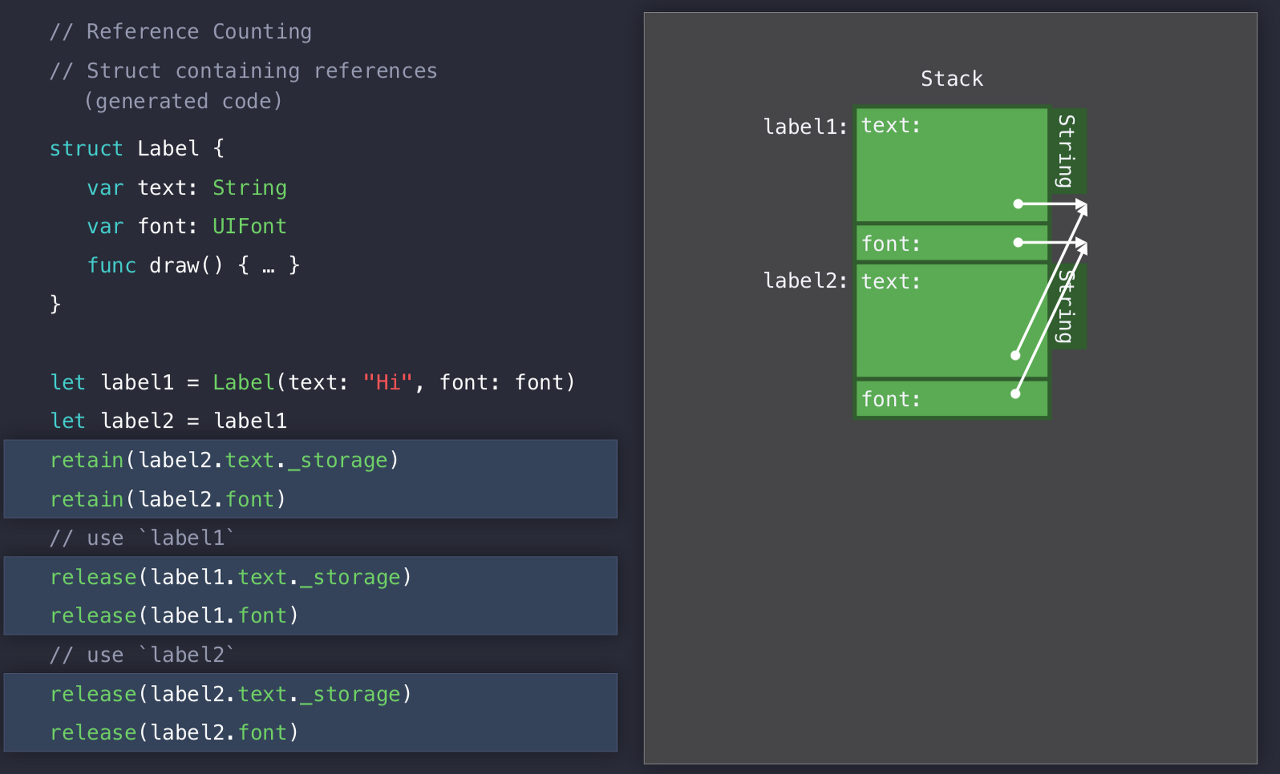 // Reference Counting
// Struct containing references
(generated code)
struct Label {
var text: String
var font: UIFont
func draw() { … }
}
let label1 = Label(text: "Hi", font: font)
let label2 = label1
retain(label2.text._storage)
retain(label2.font)
// use `label1`
release(label1.text._storage)
release(label1.font)
// use `label2`
release(label2.text._storage)
release(label2.font)
Stack
label1:
text:
String
font:
label2:
text:
String
font: